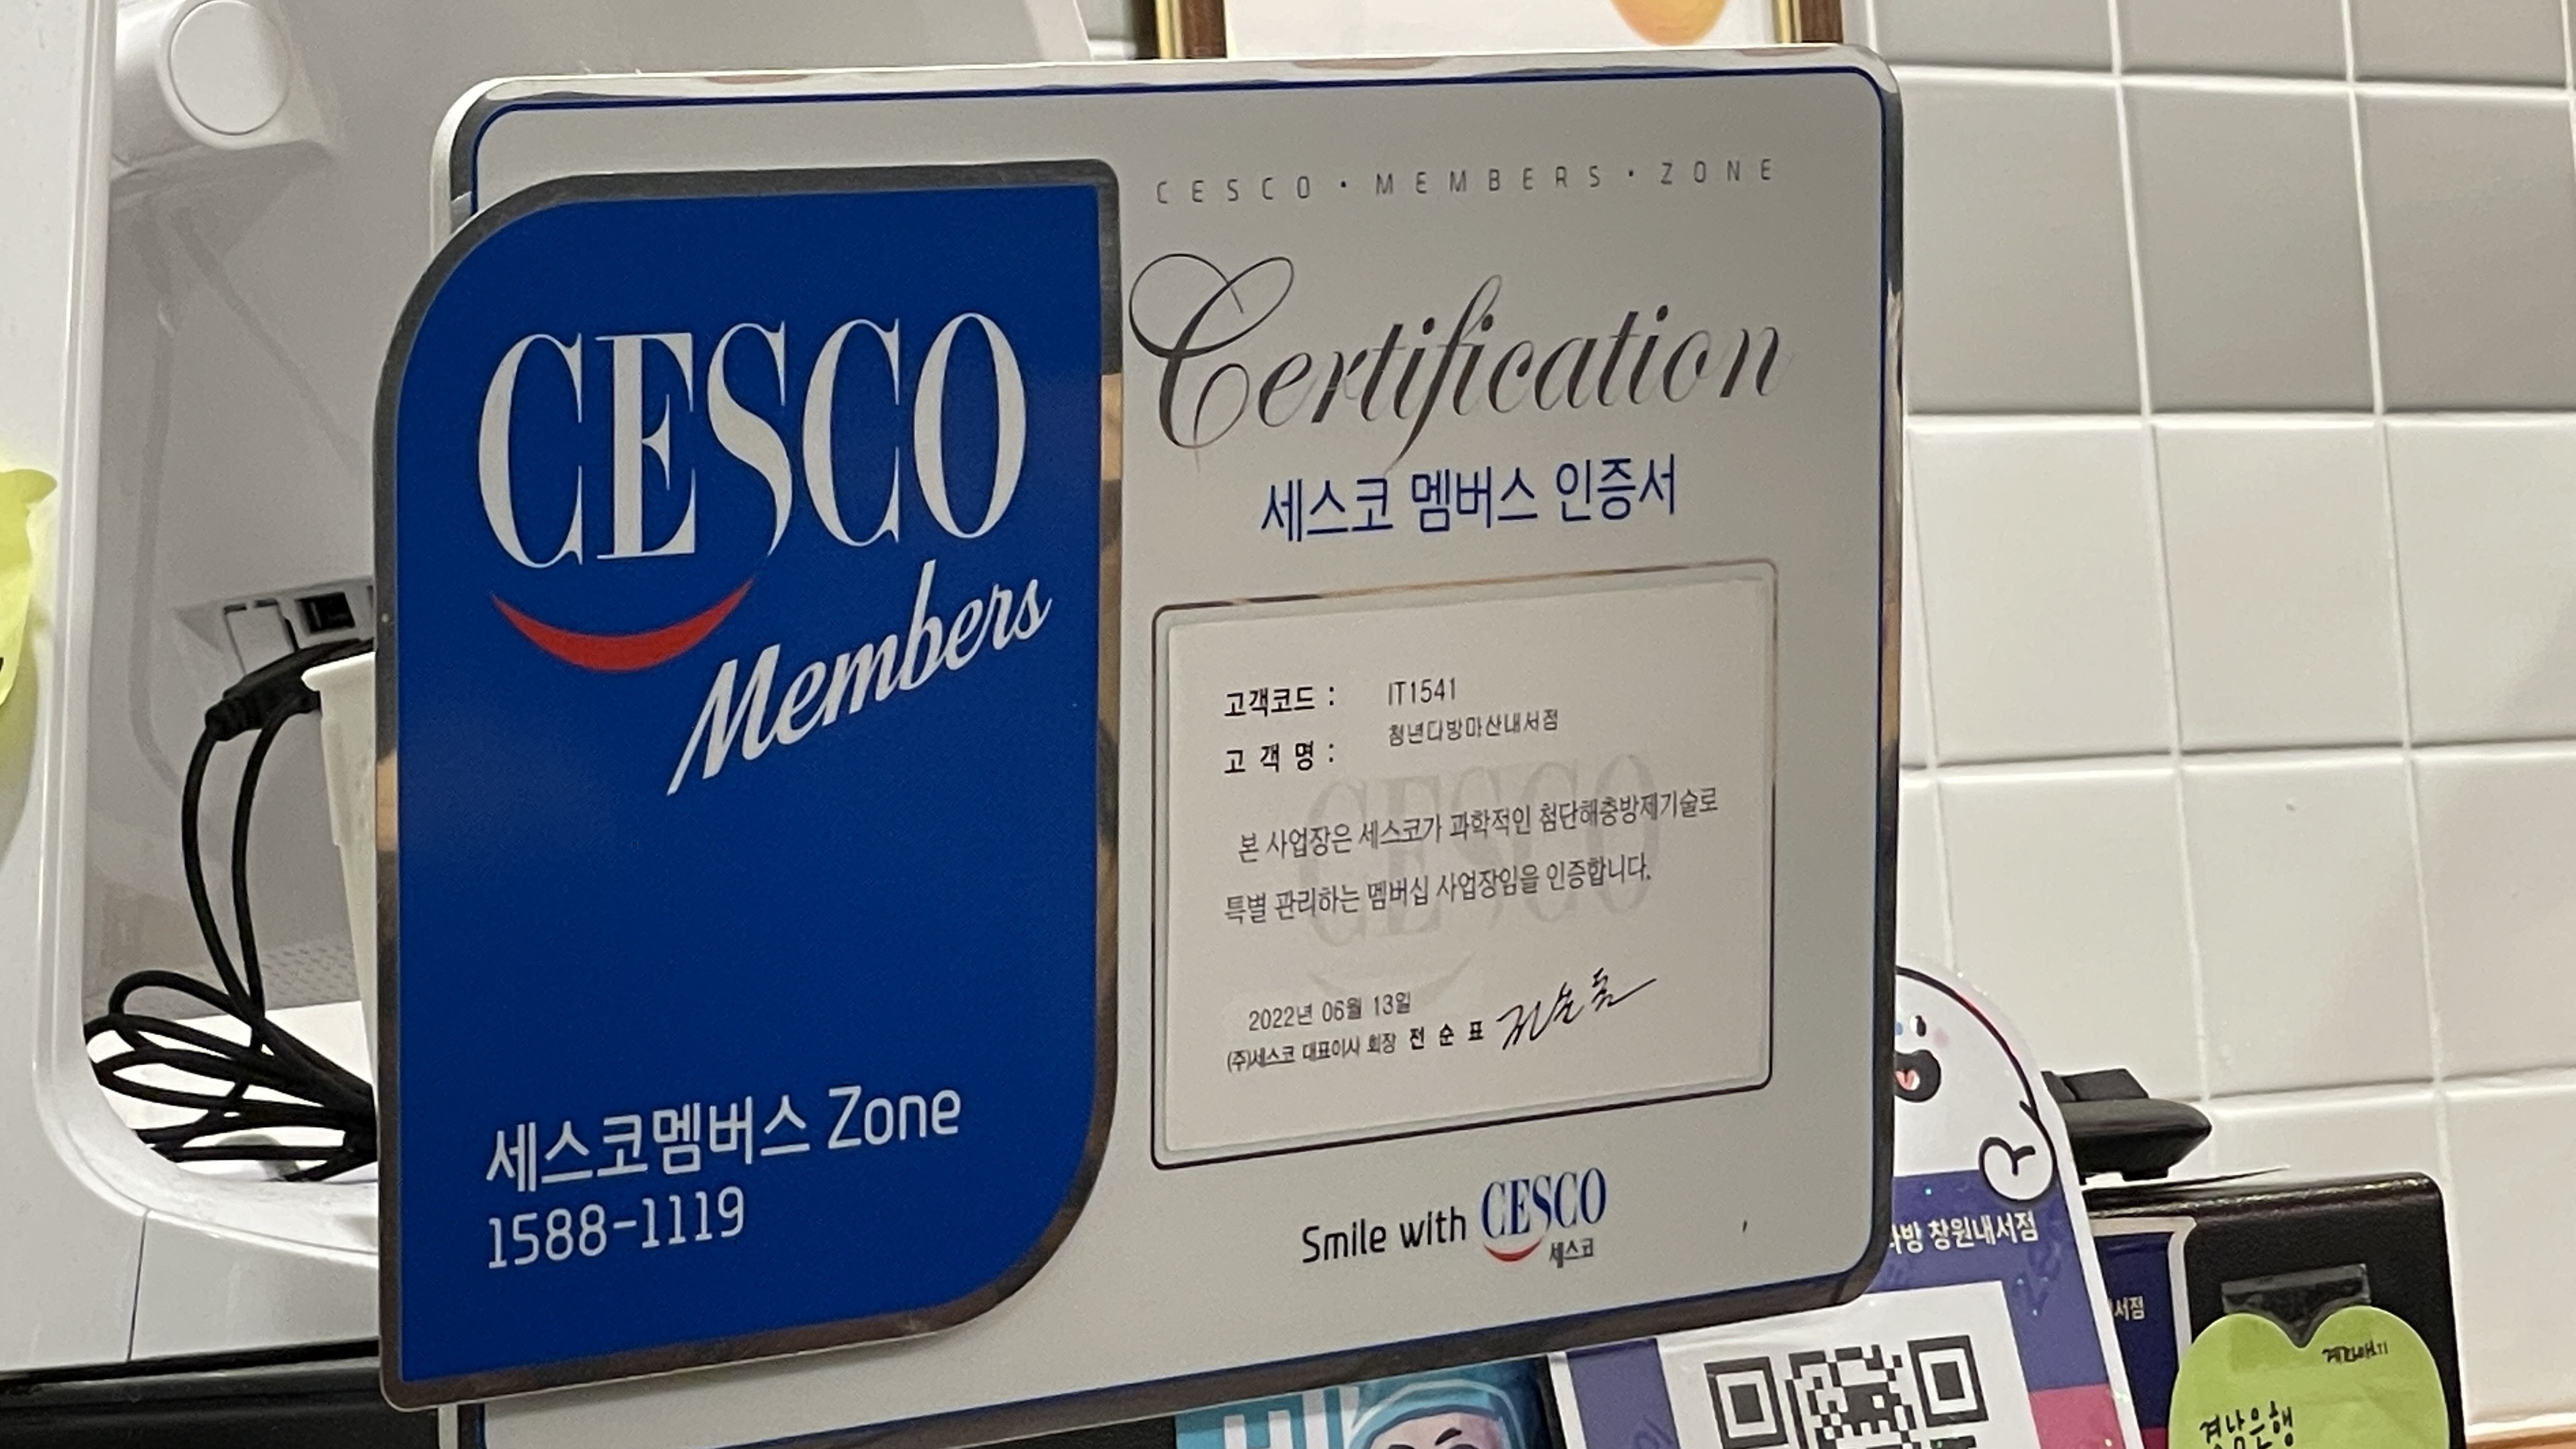 CESCO
Members
세스코멤버스 Zone
1588-1119
CESCO · MEMBERS · ZONE
Certification
세스코 멤버스 인증서
고객코드 : IT1541
고 객 명 : 청년다방마산내서점
CESCO
본 사업장은 세스코가 과학적인 첨단해충방제기술로
특별 관리하는 멤버십 사업장임을 인증합니다.
2022년 06월 13일
(주)세스코 대표이사 회장 전 순 표
Smile with CESCO
세스코
다방 창원내서점
서점
경남은행